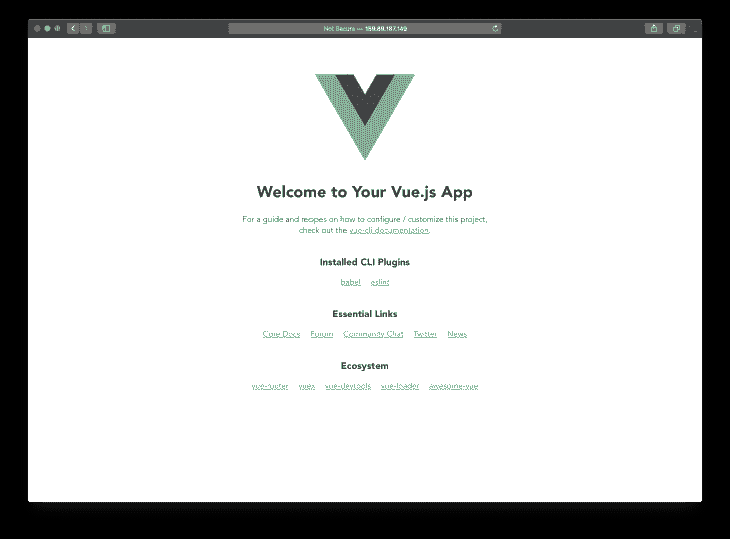 Not Secure — 159.89.187.149
Welcome to Your Vue.js App
For a guide and recipes on how to configure / customize this project,
check out the vue-cli documentation.
Installed CLI Plugins
babel eslint
Essential Links
Core Docs Forum Community Chat Twitter News
Ecosystem
vue-router vuex vue-devtools vue-loader awesome-vue